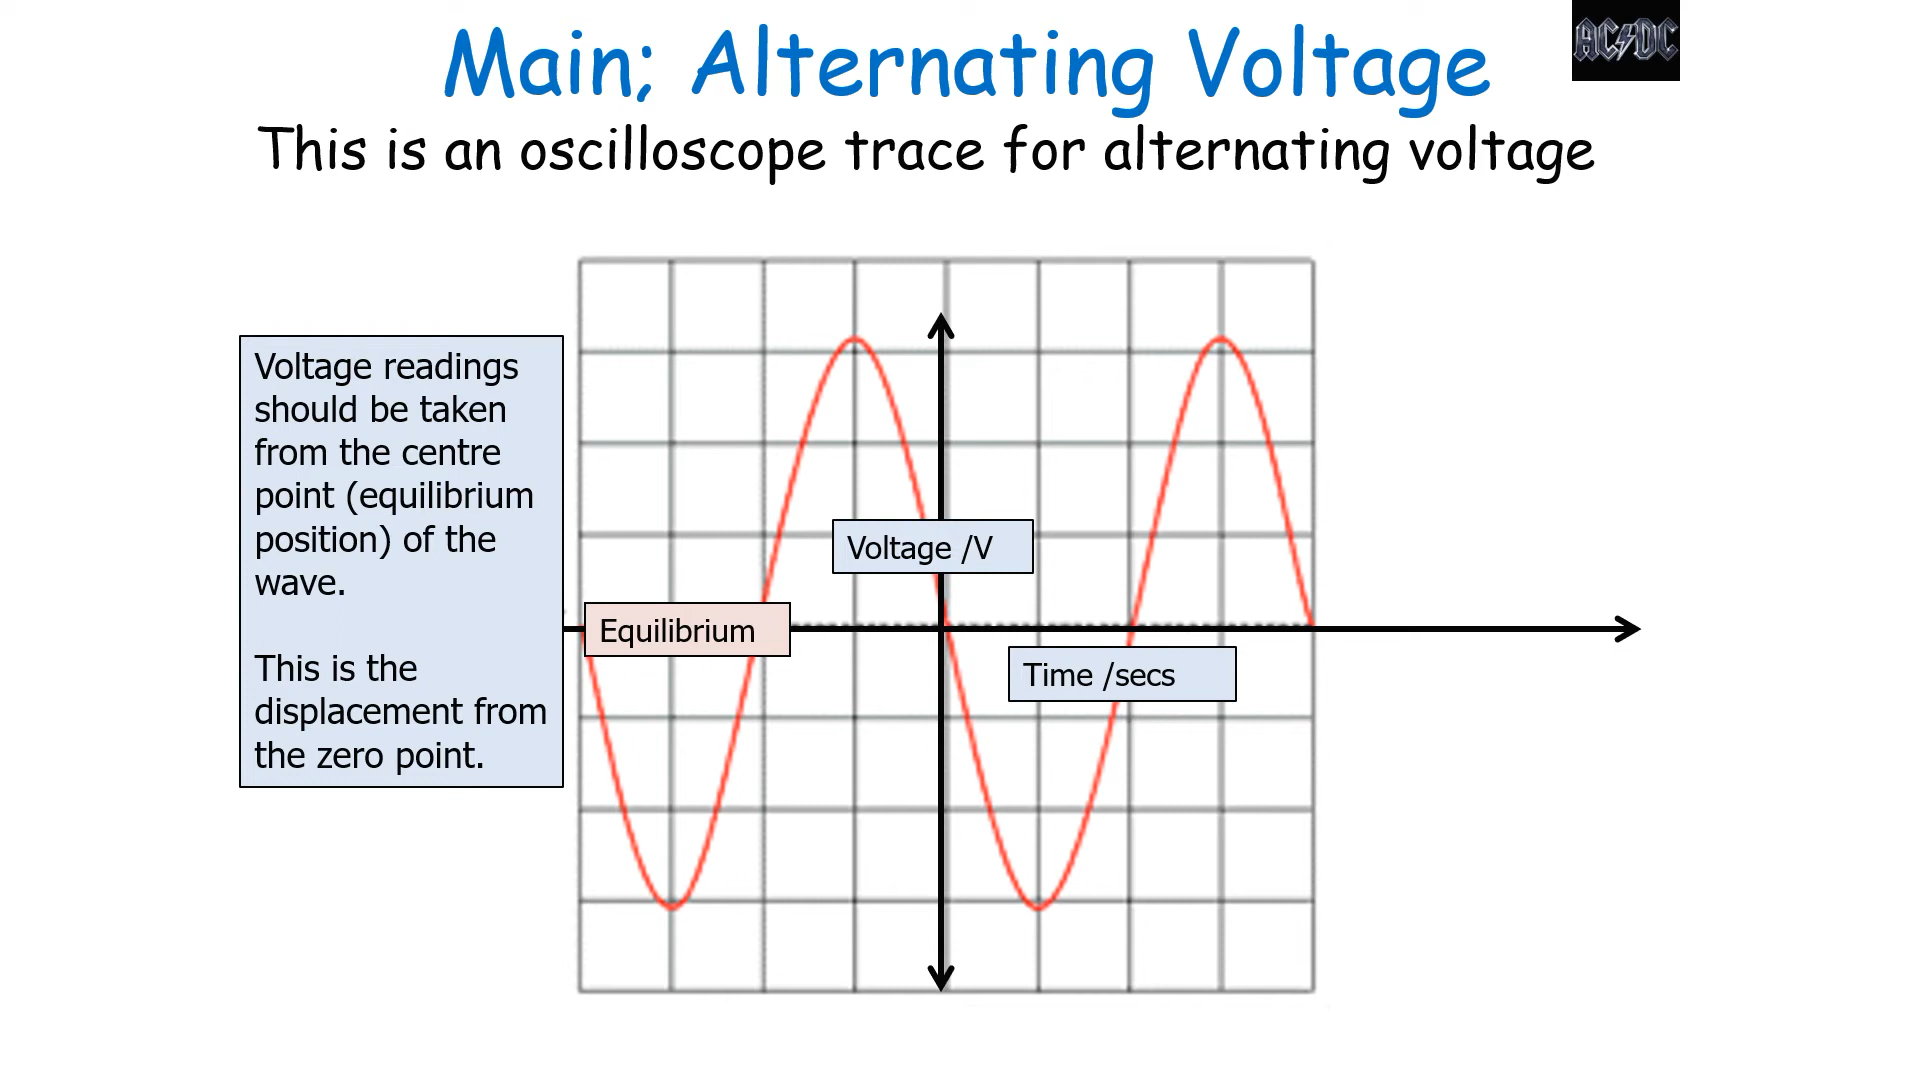 Main; Alternating Voltage
AC/DC
This is an oscilloscope trace for alternating voltage
Voltage readings
should be taken
from the centre
point (equilibrium
position) of the
wave.
This is the
displacement from
the zero point.
Voltage /V
Equilibrium
Time /secs